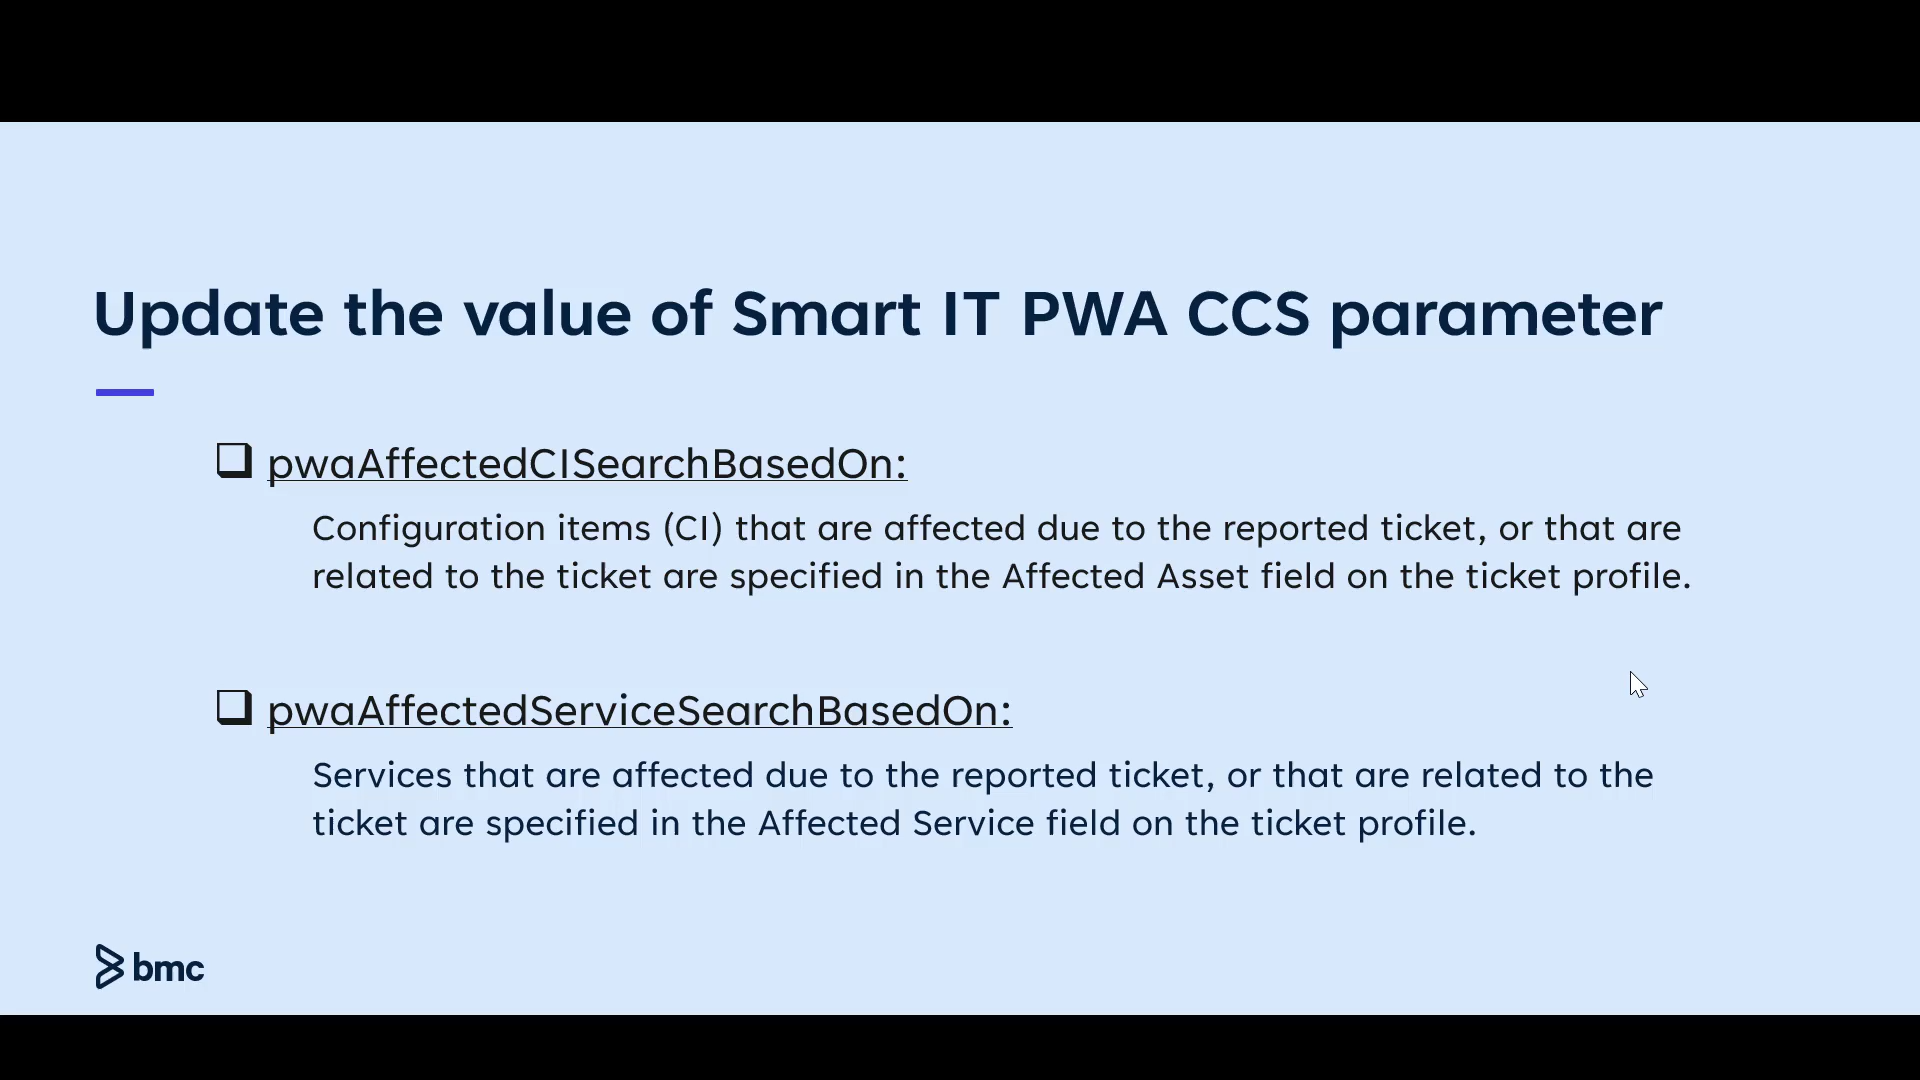 Update the value of Smart IT PWA CCS parameter
pwaAffectedCISearchBasedOn:
Configuration items (CI) that are affected due to the reported ticket, or that are
related to the ticket are specified in the Affected Asset field on the ticket profile.
pwaAffectedServiceSearchBasedOn:
Services that are affected due to the reported ticket, or that are related to the
ticket are specified in the Affected Service field on the ticket profile.
bmc